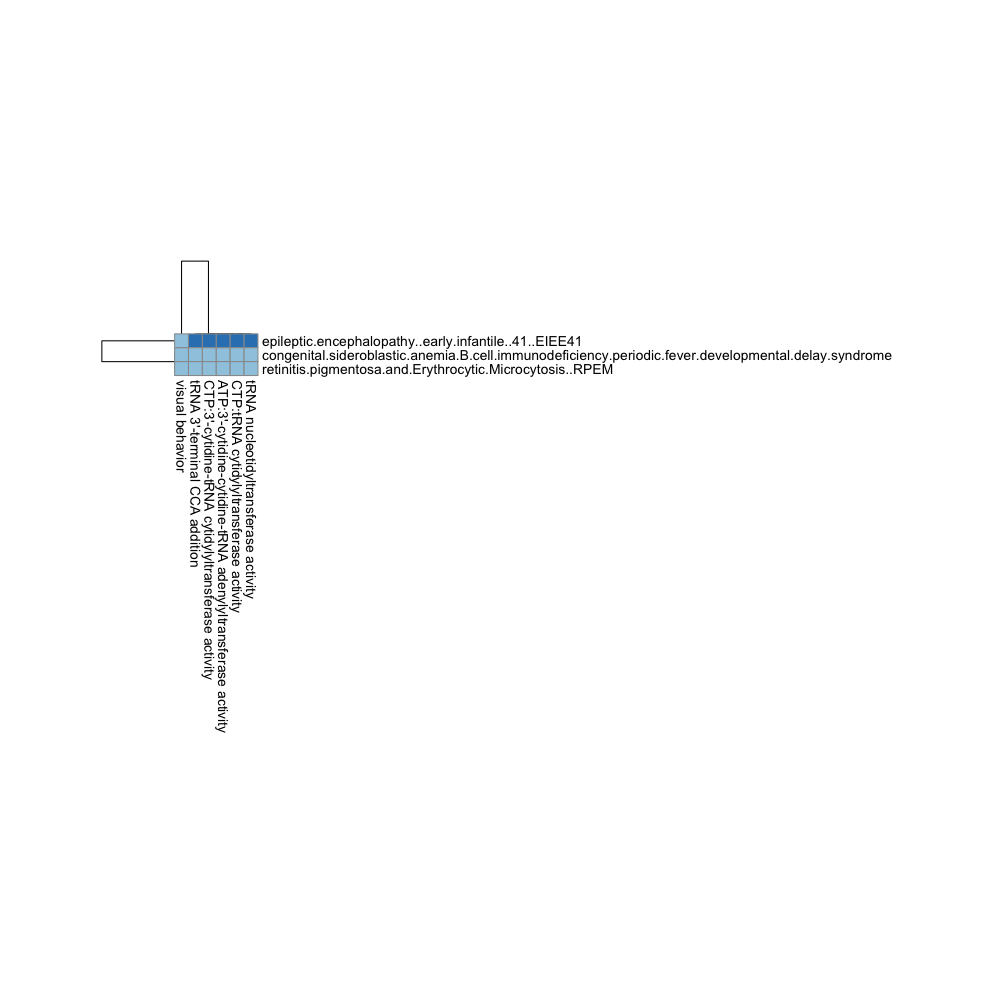 epileptic.encephalopathy..early.infantile..41..EIEE41
congenital.sideroblastic.anemia.B.cell.immunodeficiency.periodic.fever.developmental.delay.syndrome
retinitis.pigmentosa.and.Erythrocytic.Microcytosis..RPEM
visual behavior
tRNA 3'-terminal CCA addition
CTP:3'-cytidine-tRNA cytidylyltransferase activity
ATP:3'-cytidine-cytidine-tRNA adenylyltransferase activity
CTP:tRNA cytidylyltransferase activity
tRNA nucleotidyltransferase activity